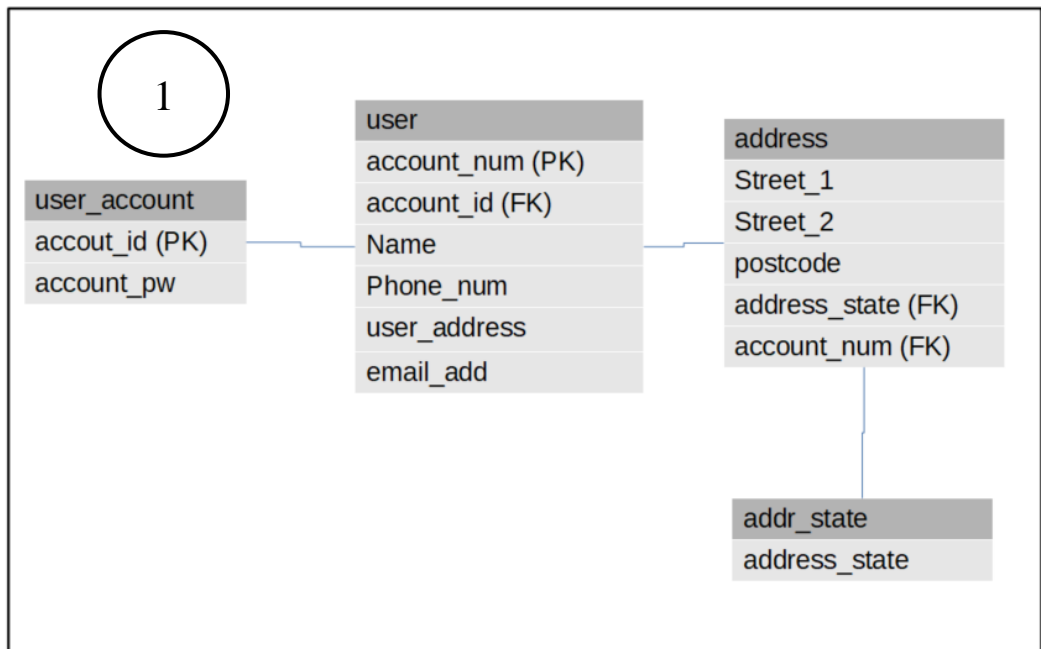 1
user_account
accout_id (PK)
account_pw
user
account_num (PK)
account_id (FK)
Name
Phone_num
user_address
email_add
address
Street_1
Street_2
postcode
address_state (FK)
account_num (FK)
addr_state
address_state